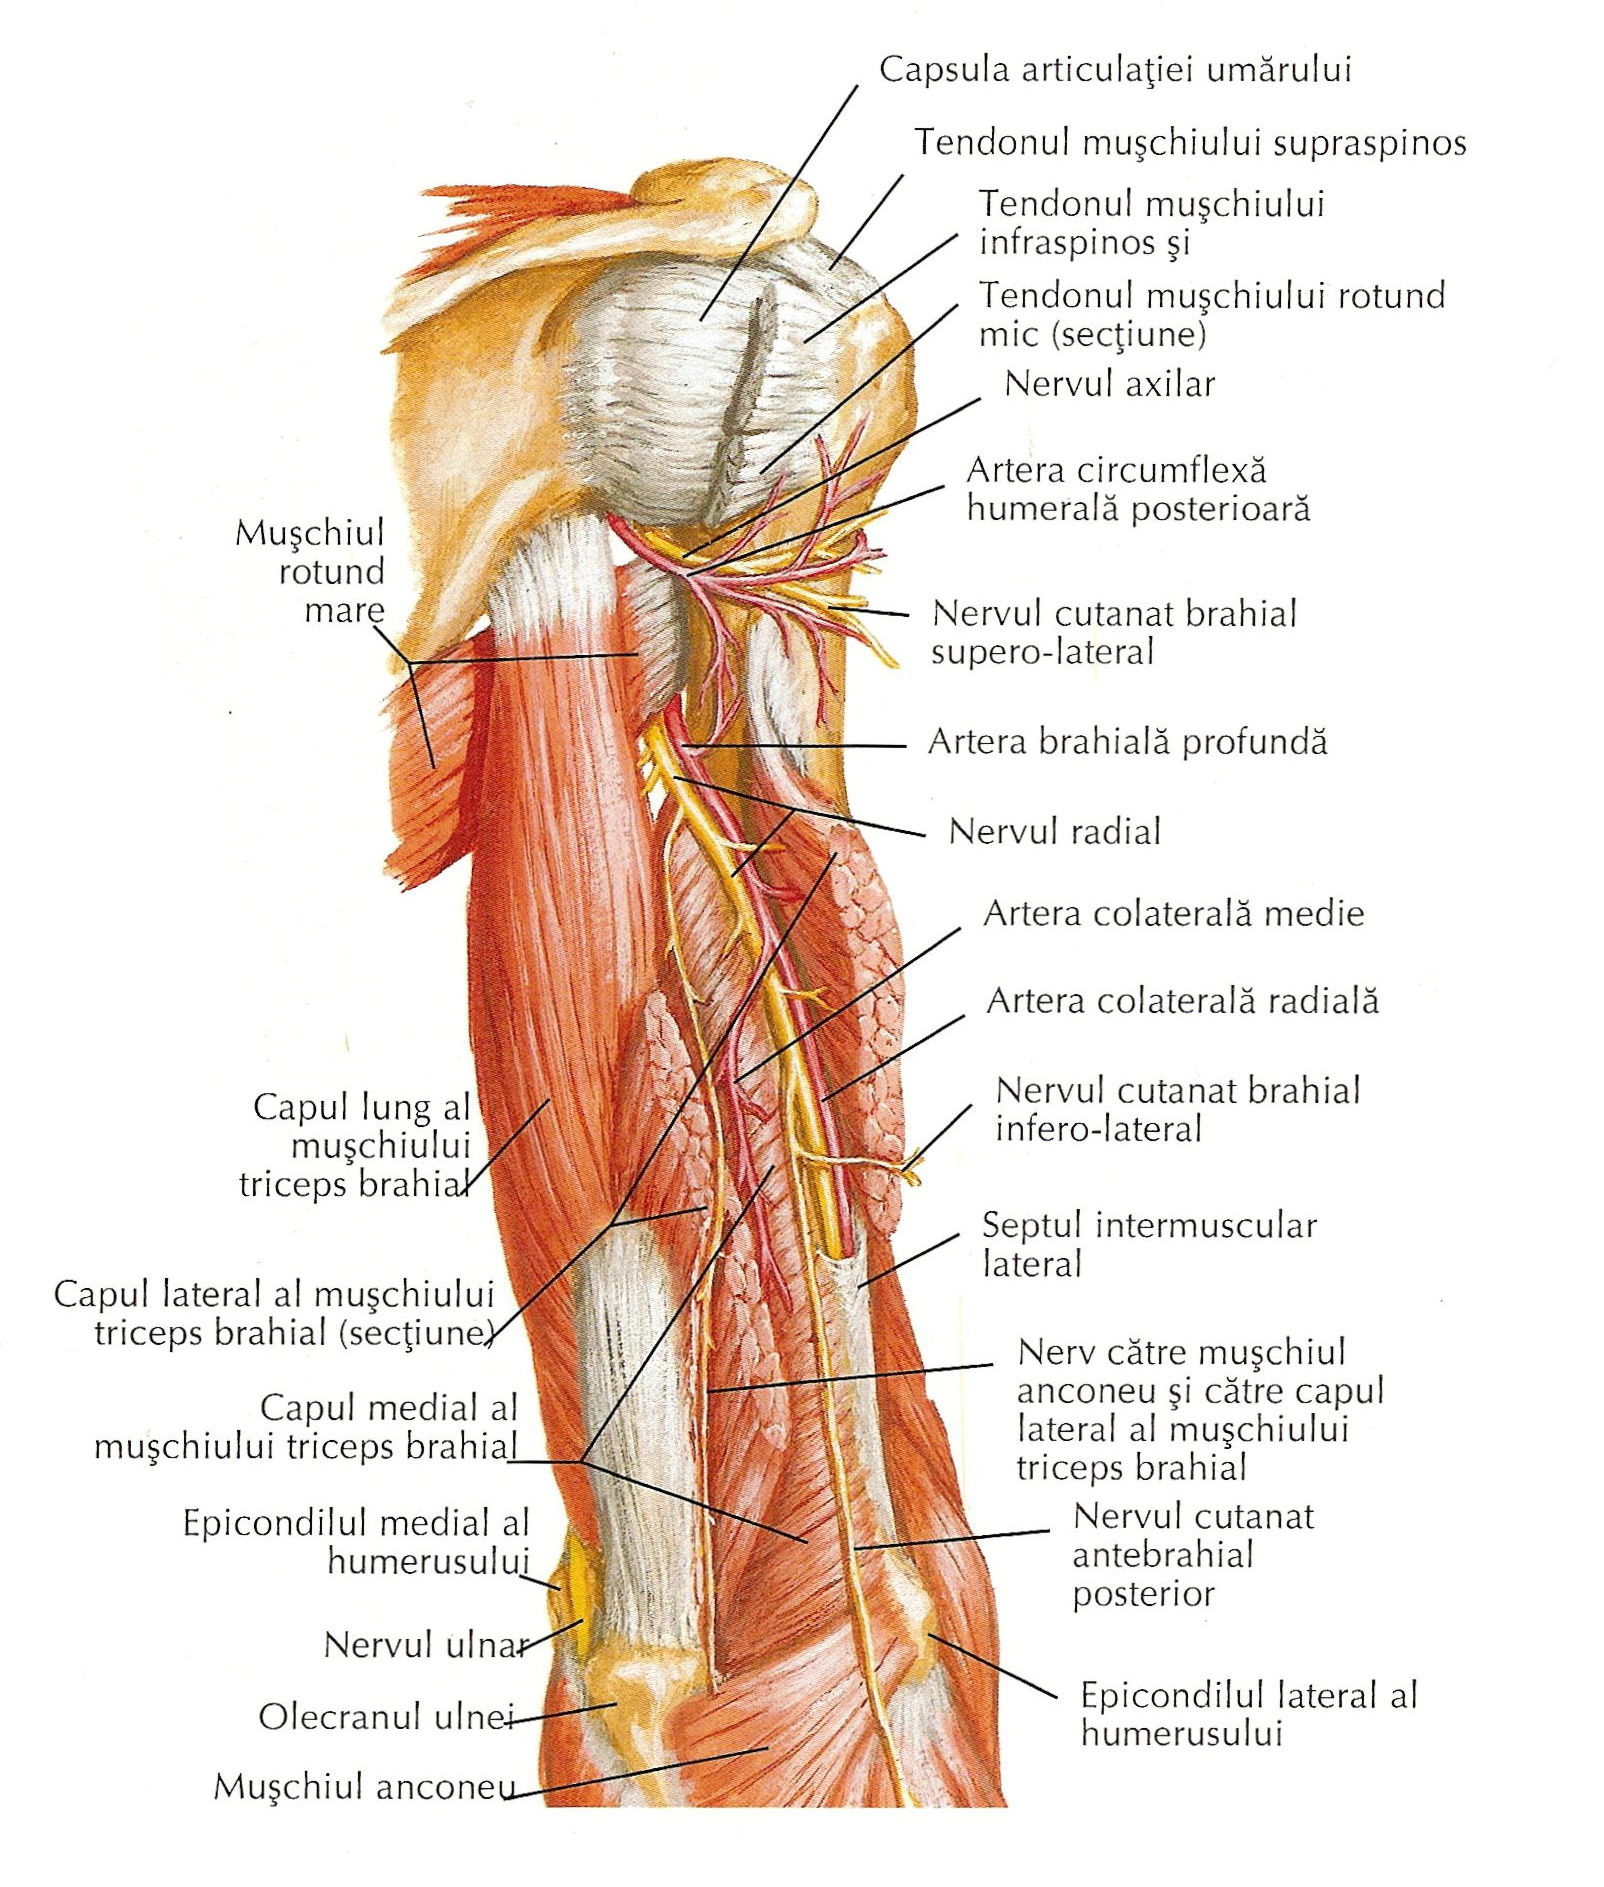 Capsula articulaţiei umărului
Tendonul muşchiului supraspinos
Tendonul muşchiului
infraspinos şi
Tendonul muşchiului rotund
mic (secţiune)
Nervul axilar
Artera circumflexă
humerală posterioară
Muşchiul
rotund
mare
Nervul cutanat brahial
supero-lateral
Artera brahială profundă
Nervul radial
Artera colaterală medie
Artera colaterală radială
Nervul cutanat brahial
infero-lateral
Capul lung al
muşchiului
triceps brahial
Septul intermuscular
lateral
Capul lateral al muşchiului
triceps brahial (secţiune)
Nerv către muşchiul
anconeu şi către capul
lateral al muşchiului
triceps brahial
Capul medial al
muşchiului triceps brahial
Nervul cutanat
antebrahial
posterior
Epicondilul medial al
humerusului
Nervul ulnar
Epicondilul lateral al
humerusului
Olecranul ulnei
Muşchiul anconeu